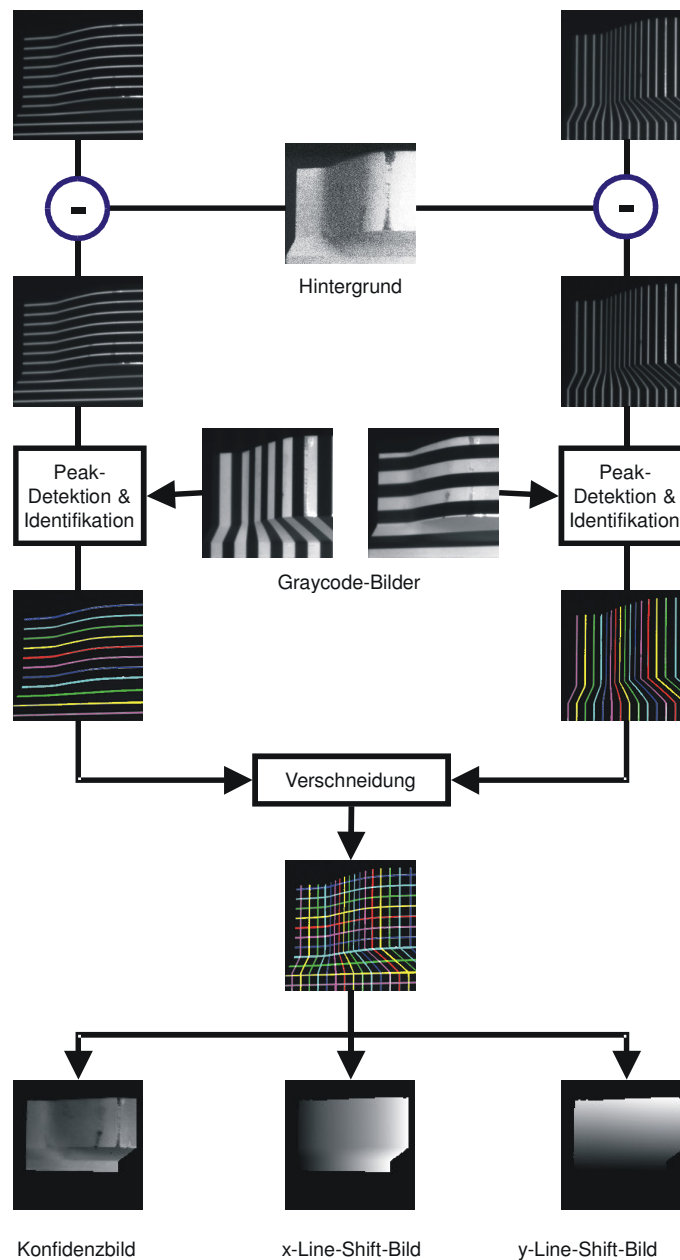 -
-
Hintergrund
Peak-
Detektion &
Identifikation
Peak-
Detektion &
Identifikation
Graycode-Bilder
Verschneidung
Konfidenzbild
x-Line-Shift-Bild
y-Line-Shift-Bild